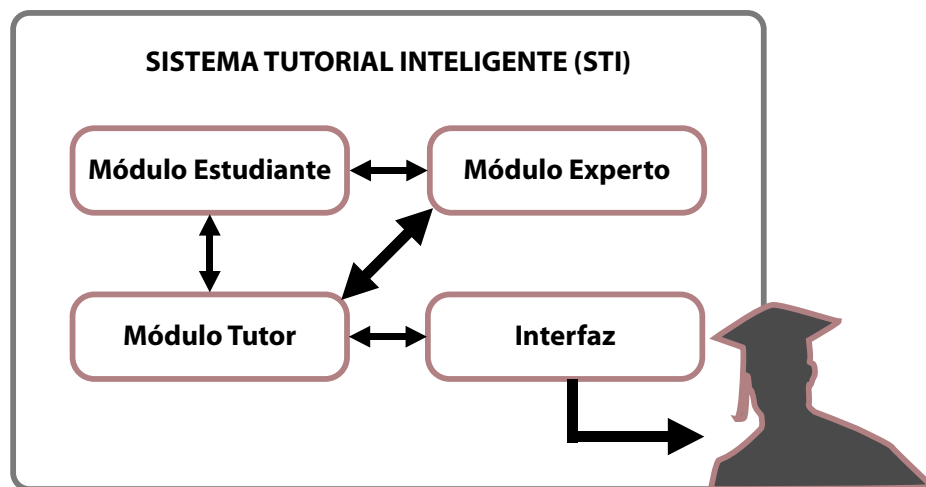 SISTEMA TUTORIAL INTELIGENTE (STI)
Módulo Estudiante
Módulo Experto
Módulo Tutor
Interfaz